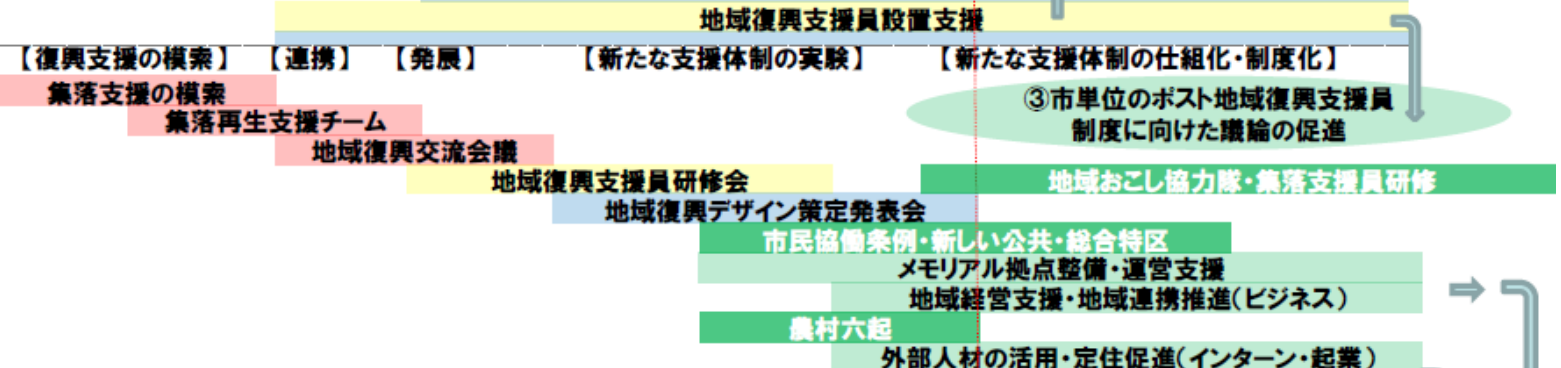 地域復興支援員設置支援
【復興支援の模索】 【連携】 【発展】 【新たな支援体制の実験】 【新たな支援体制の仕組化・制度化】
集落支援の模索
③市単位のポスト地域復興支援員
制度に向けた議論の促進
集落再生支援チーム
地域復興交流会議
地域復興支援員研修会
地域おこし協力隊・集落支援員研修
地域復興デザイン策定発表会
市民協働条例・新しい公共・総合特区
メモリアル拠点整備・運営支援
地域経営支援・地域連携推進(ビジネス)
農村六起
外部人材の活用・定住促進(インターン・起業)